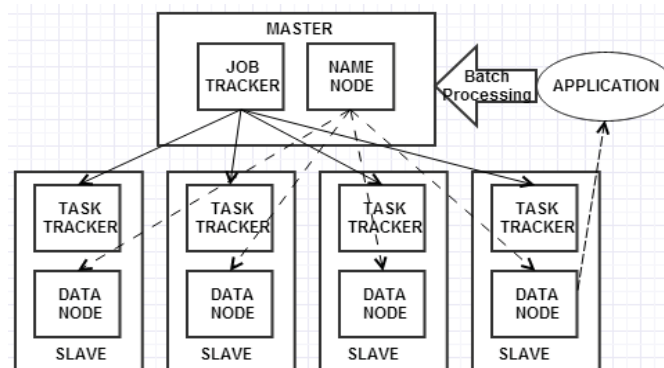 MASTER
JOB
TRACKER
NAME
NODE
Batch
Processing
APPLICATION
TASK
TRACKER
TASK
TRACKER
TASK
TRACKER
TASK
TRACKER
DATA
NODE
DATA
NODE
DATA
NODE
DATA
NODE
SLAVE
SLAVE
SLAVE
SLAVE